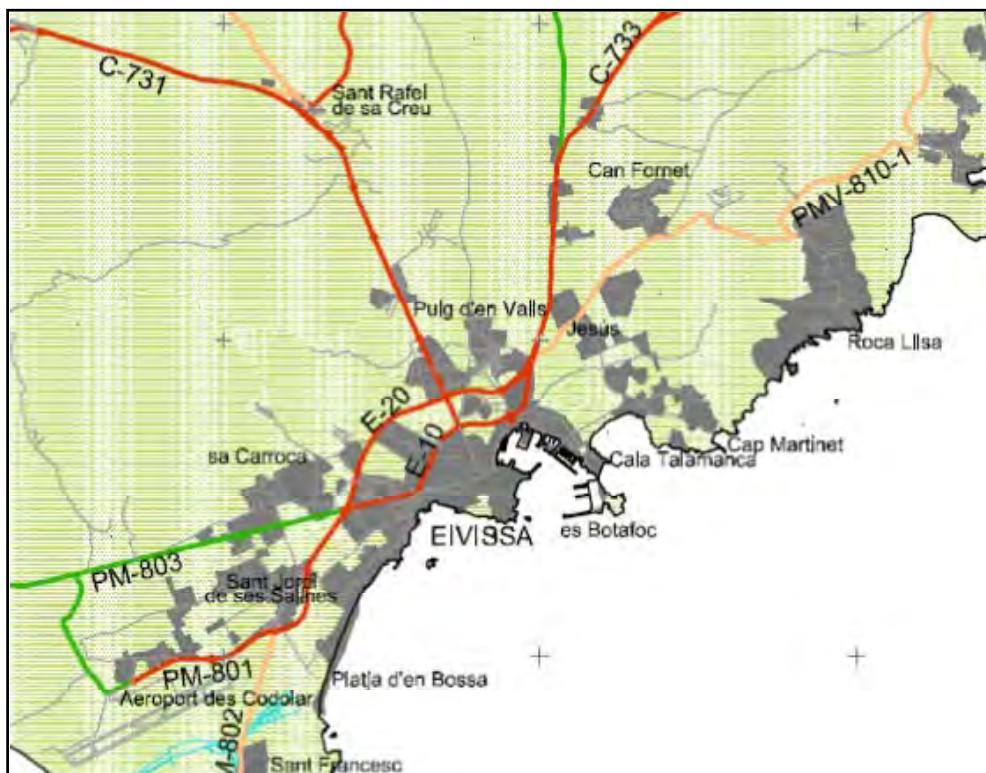 C-731
C-733
Sant Rafel
de sa Creu
Can Fornet
PMV-810-1
Puig d'en Valls
Jesús
Roca Llisa
E-20
E-10
sa Carroca
Cap Martinet
Cala Talamanca
EIVISSA
es Botafoc
PM-803
Sant Jordi
de ses Salines
PM-801
Platja d'en Bossa
Aeroport des Codolar
M-802
Sant Francesc